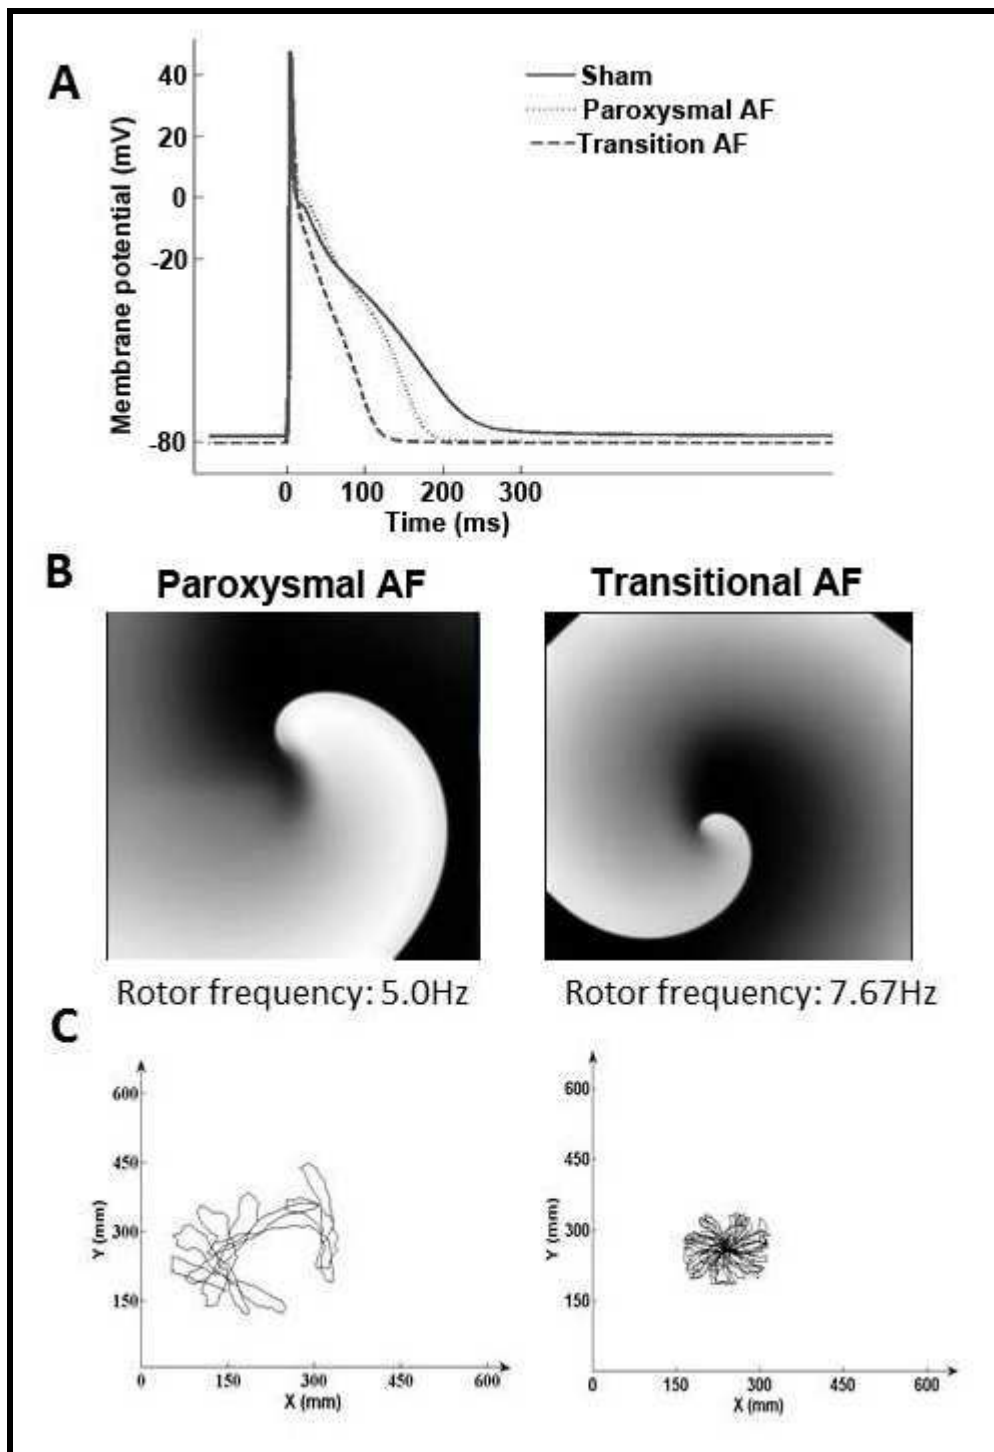 A
Membrane potential (mV)
40
20
0
-20
-80
Sham
Paroxysmal AF
Transition AF
0 100 200 300
Time (ms)
B
Paroxysmal AF Transitional AF
Rotor frequency: 5.0Hz Rotor frequency: 7.67Hz
C
Y (mm)
600
450
300
150
0 150 300 450 600
X (mm)
Y (mm)
600
450
300
150
0 150 300 450 600
X (mm)